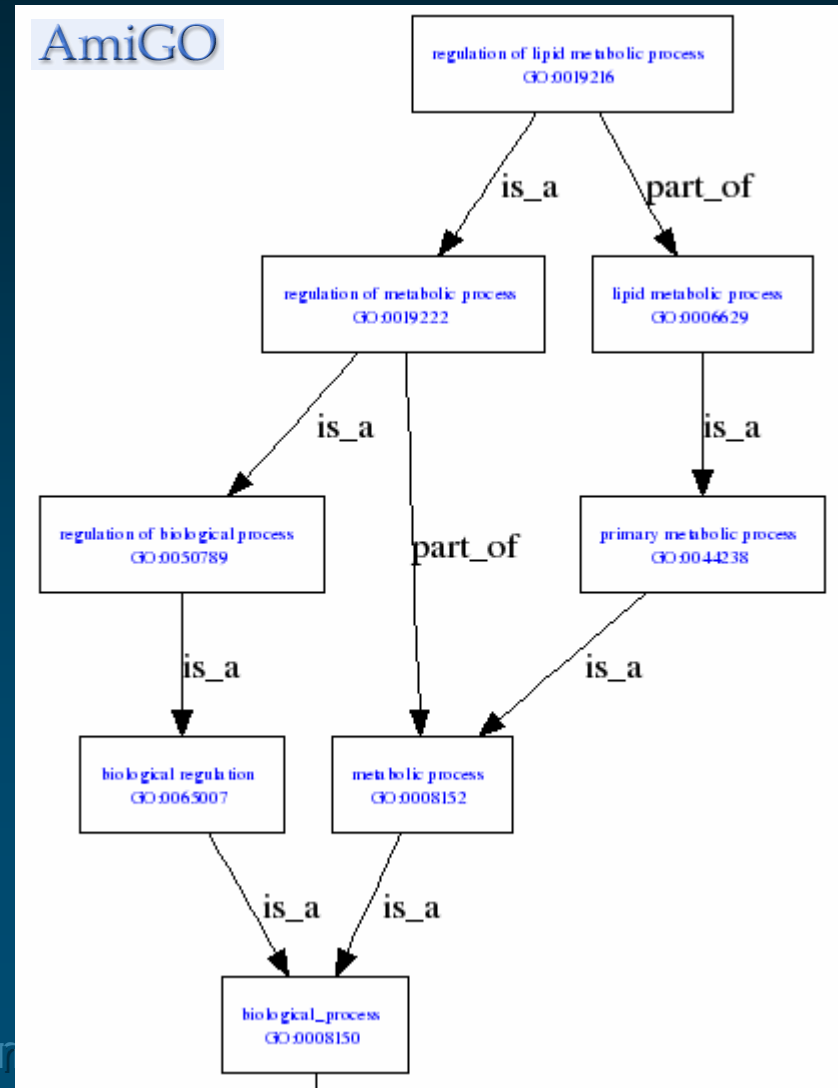 AmiGO
regulation of lipid metabolic process
GO:0019216
is_a
part_of
regulation of metabolic process
GO:0019222
lipid metabolic process
GO:0006629
is_a
is_a
regulation of biological process
GO:0050789
part_of
primary metabolic process
GO:0044238
is_a
is_a
biological regulation
GO:0065007
metabolic process
GO:0008152
is_a
is_a
biological_process
GO:0008150